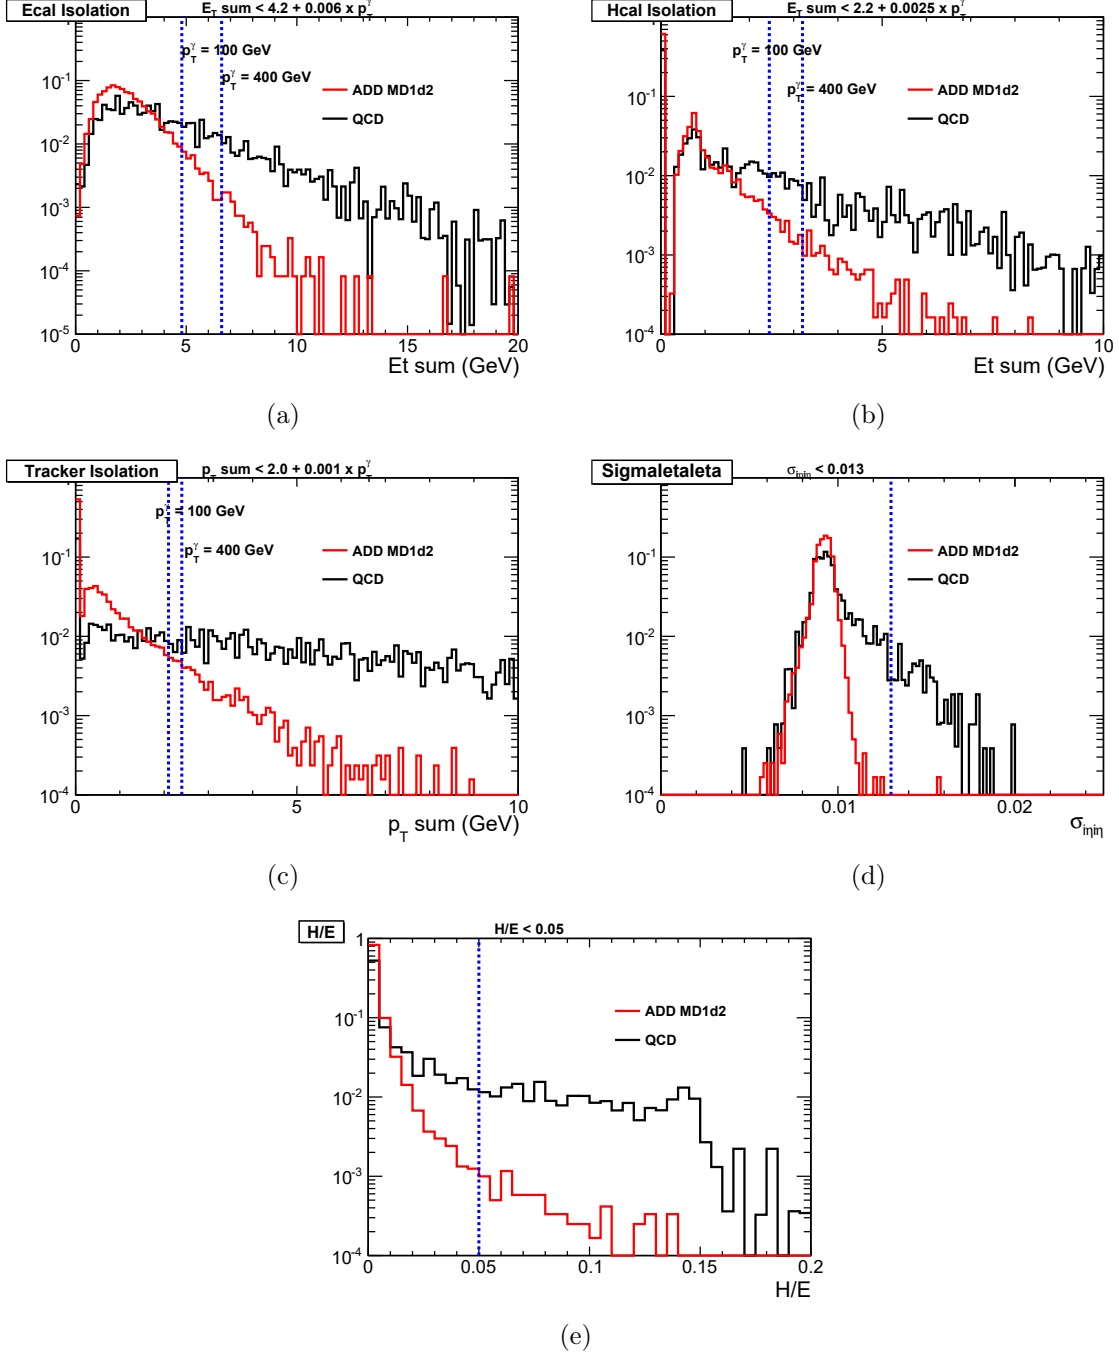 Ecal Isolation
E_T sum < 4.2 + 0.006 x p_T^γ
p_T^γ = 100 GeV
p_T^γ = 400 GeV
ADD MD1d2
QCD
10^-1
10^-2
10^-3
10^-4
10^-5
0 5 10 15 20
Et sum (GeV)
(a)
Hcal Isolation
E_T sum < 2.2 + 0.0025 x p_T^γ
p_T^γ = 100 GeV
p_T^γ = 400 GeV
ADD MD1d2
QCD
10^-1
10^-2
10^-3
10^-4
0 5 10
Et sum (GeV)
(b)
Tracker Isolation
p_T sum < 2.0 + 0.001 x p_T^γ
p_T^γ = 100 GeV
p_T^γ = 400 GeV
ADD MD1d2
QCD
10^-1
10^-2
10^-3
10^-4
0 5 10
p_T sum (GeV)
(c)
SigmaIetaIeta
σ_iηiη < 0.013
ADD MD1d2
QCD
10^-1
10^-2
10^-3
10^-4
0 0.01 0.02
σ_iηiη
(d)
H/E
H/E < 0.05
ADD MD1d2
QCD
1
10^-1
10^-2
10^-3
10^-4
0 0.05 0.1 0.15 0.2
H/E
(e)